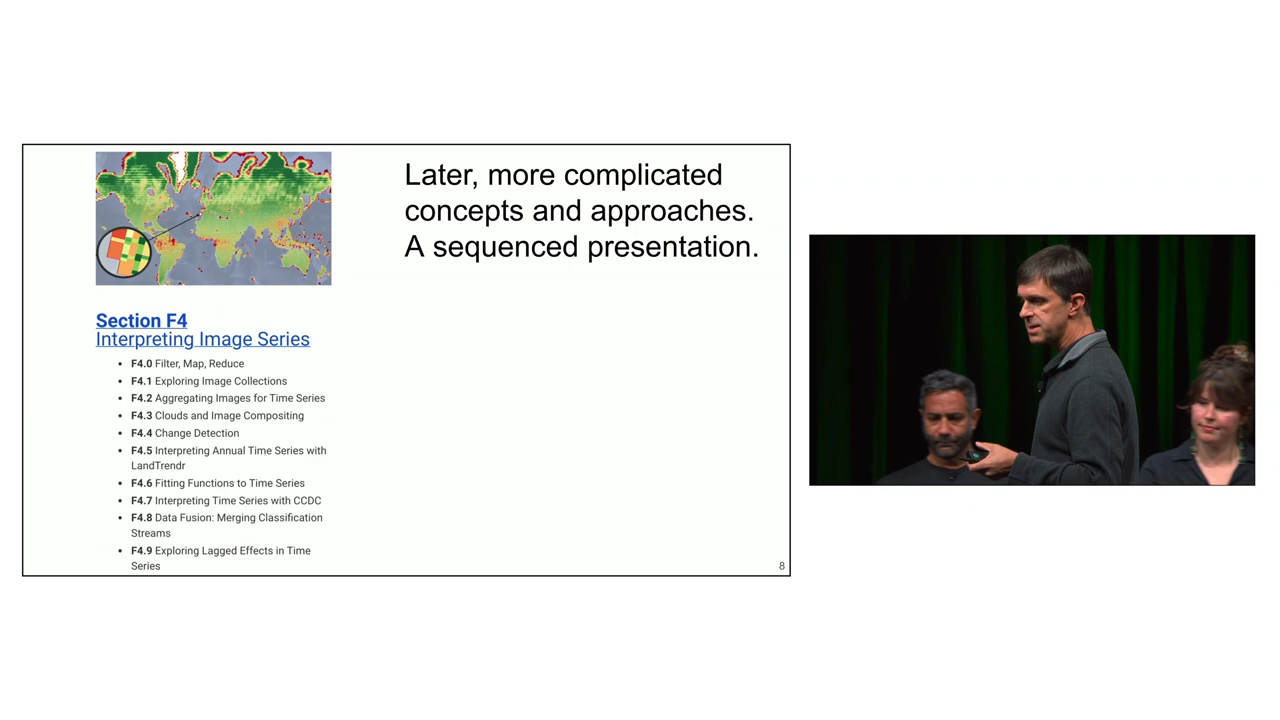 Later, more complicated
concepts and approaches.
A sequenced presentation.
Section F4
Interpreting Image Series
• F4.0 Filter, Map, Reduce
• F4.1 Exploring Image Collections
• F4.2 Aggregating Images for Time Series
• F4.3 Clouds and Image Compositing
• F4.4 Change Detection
• F4.5 Interpreting Annual Time Series with
LandTrendr
• F4.6 Fitting Functions to Time Series
• F4.7 Interpreting Time Series with CCDC
• F4.8 Data Fusion: Merging Classification
Streams
• F4.9 Exploring Lagged Effects in Time
Series
8